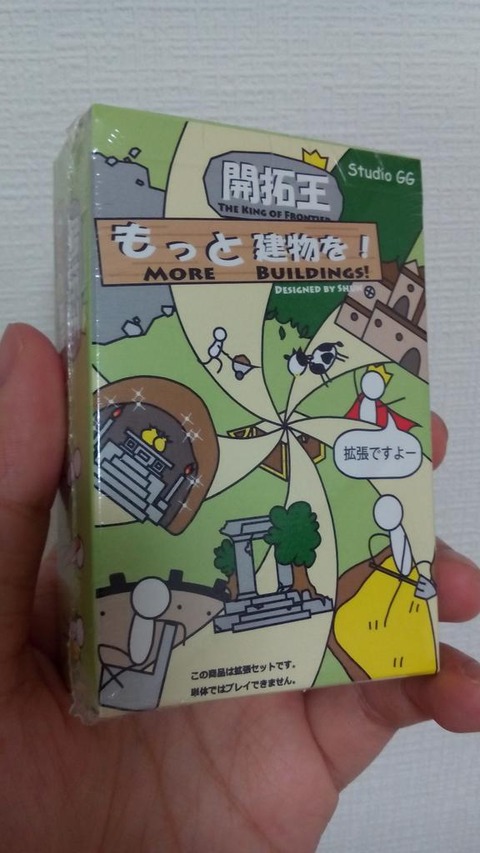 Studio GG
開拓王
THE KING OF FRONTIER
もっと建物を！
MORE BUILDINGS!
DESIGNED BY SHUN
拡張ですよー
この商品は拡張セットです。
単体ではプレイできません。